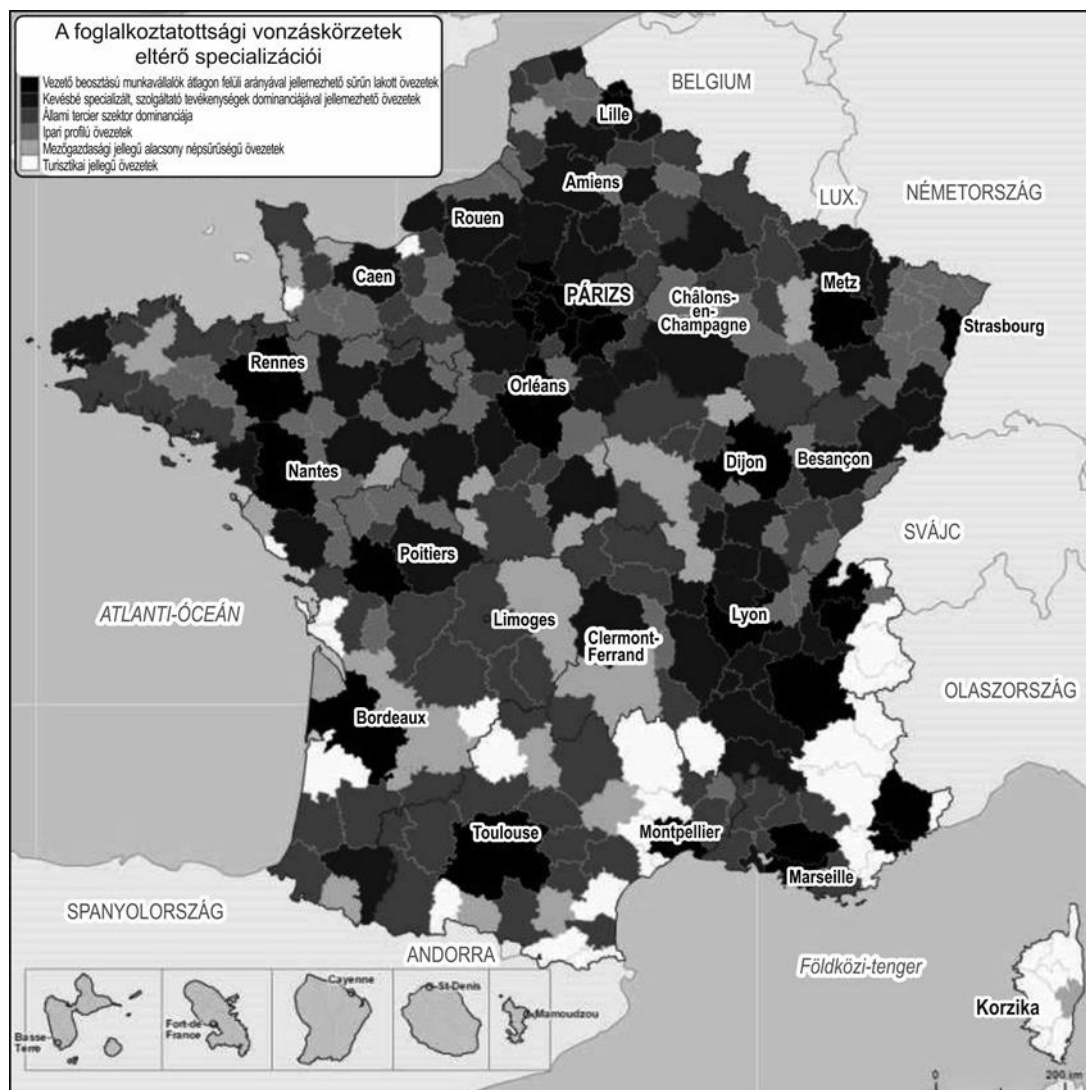 A foglalkoztatottsági vonzáskörzetek
eltérő specializációi
Vezető beosztású munkavállalók átlagon felüli arányával jellemezhető sűrűn lakott övezetek
Kevésbé specializált, szolgáltató tevékenységek dominanciájával jellemezhető övezetek
Állami tercier szektor dominanciája
Ipari profilú övezetek
Mezőgazdasági jellegű alacsony népsűrűségű övezetek
Turisztikai jellegű övezetek
BELGIUM
Lille
Amiens
LUX.
NÉMETORSZÁG
Rouen
Caen
PÁRIZS
Metz
Châlons-
en-
Champagne
Strasbourg
Rennes
Orléans
Nantes
Dijon
Besançon
SVÁJC
Poitiers
ATLANTI-ÓCEÁN
Limoges
Lyon
Clermont-
Ferrand
OLASZORSZÁG
Bordeaux
Toulouse
Montpellier
Marseille
SPANYOLORSZÁG
ANDORRA
Földközi-tenger
Korzika
Basse-
Terre
Fort-de-
France
Cayenne
St-Denis
Mamoudzou
0 200 km